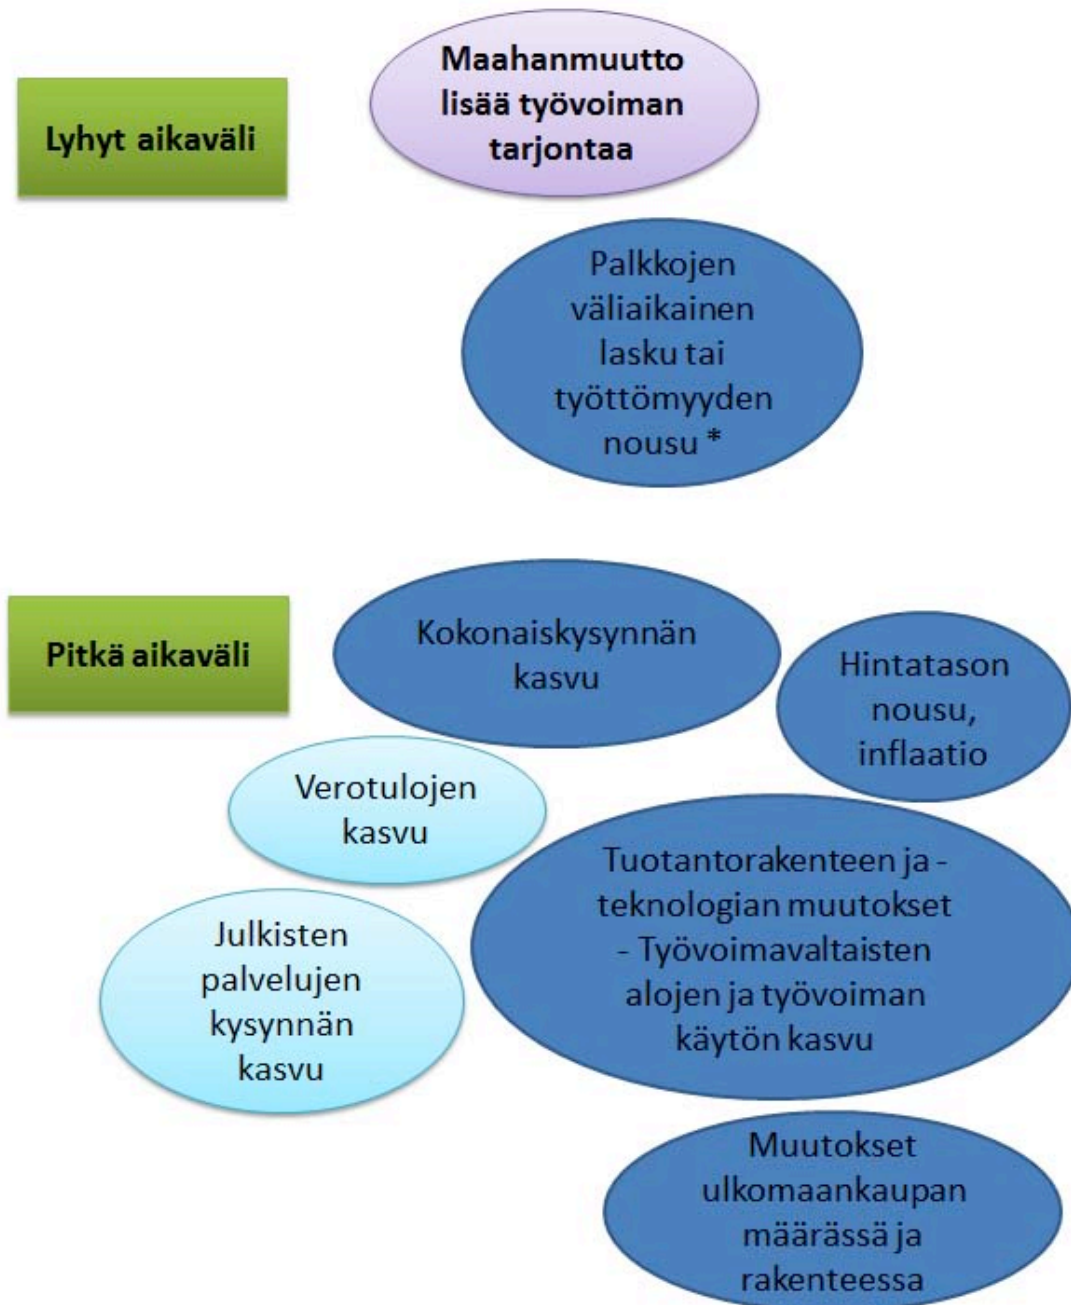 Lyhyt aikaväli
Maahanmuutto
lisää työvoiman
tarjontaa
Palkkojen
väliaikainen
lasku tai
työttömyyden
nousu *
Pitkä aikaväli
Kokonaiskysynnän
kasvu
Hintatason
nousu,
inflaatio
Verotulojen
kasvu
Tuotantorakenteen ja -
teknologian muutokset
- Työvoimavaltaisten
alojen ja työvoiman
käytön kasvu
Julkisten
palvelujen
kysynnän
kasvu
Muutokset
ulkomaankaupan
määrässä ja
rakenteessa